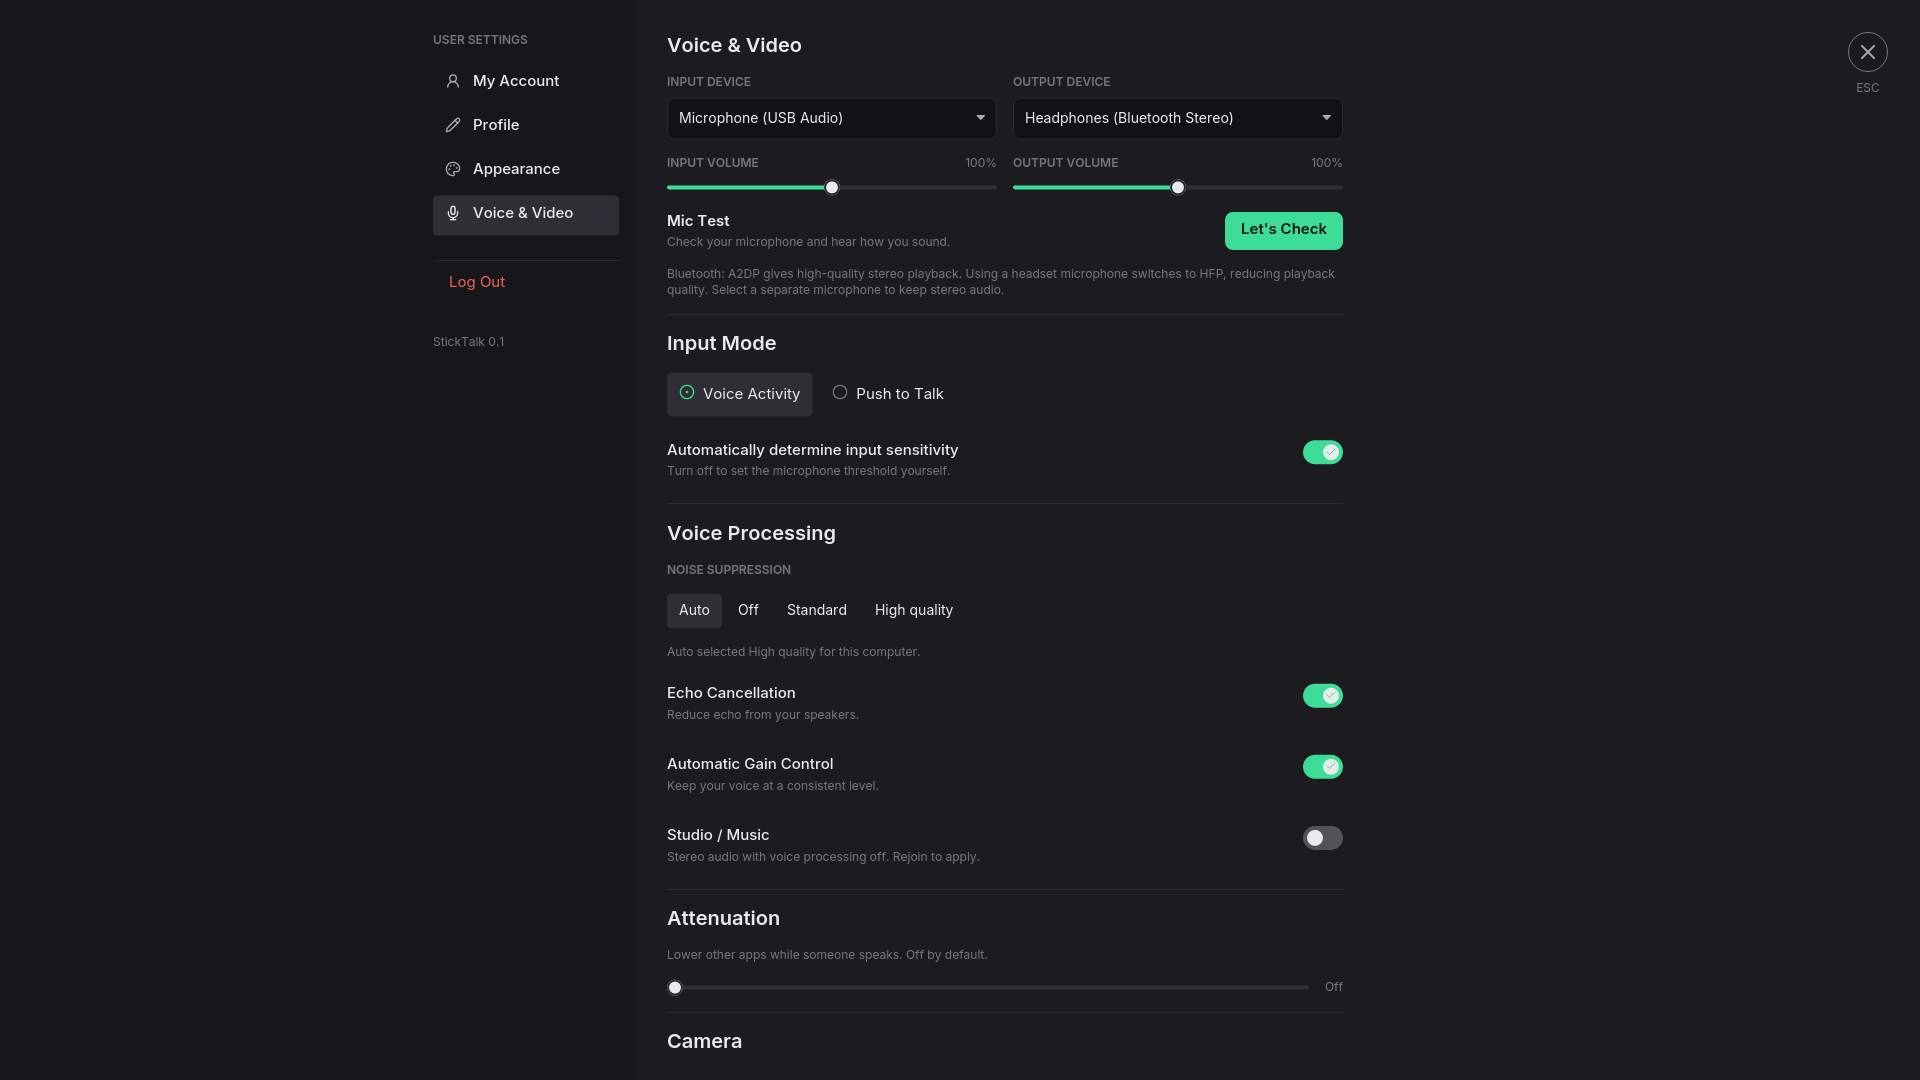 USER SETTINGS
My Account
Profile
Appearance
Voice & Video
Log Out
StickTalk 0.1
Voice & Video
INPUT DEVICE
Microphone (USB Audio)
OUTPUT DEVICE
Headphones (Bluetooth Stereo)
INPUT VOLUME 100%
OUTPUT VOLUME 100%
Mic Test
Check your microphone and hear how you sound.
Let's Check
Bluetooth: A2DP gives high-quality stereo playback. Using a headset microphone switches to HFP, reducing playback
quality. Select a separate microphone to keep stereo audio.
Input Mode
Voice Activity
Push to Talk
Automatically determine input sensitivity
Turn off to set the microphone threshold yourself.
Voice Processing
NOISE SUPPRESSION
Auto Off Standard High quality
Auto selected High quality for this computer.
Echo Cancellation
Reduce echo from your speakers.
Automatic Gain Control
Keep your voice at a consistent level.
Studio / Music
Stereo audio with voice processing off. Rejoin to apply.
Attenuation
Lower other apps while someone speaks. Off by default.
Off
Camera
ESC